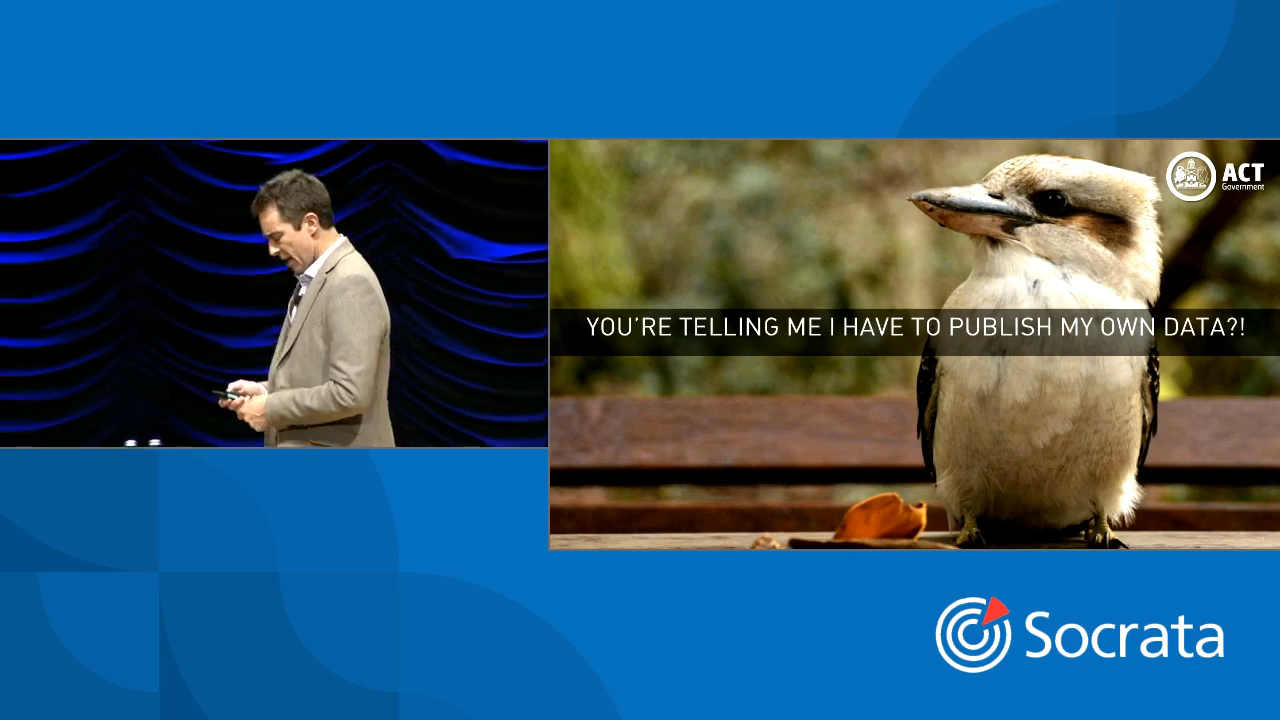 ACT
Government
YOU'RE TELLING ME I HAVE TO PUBLISH MY OWN DATA?!
Socrata